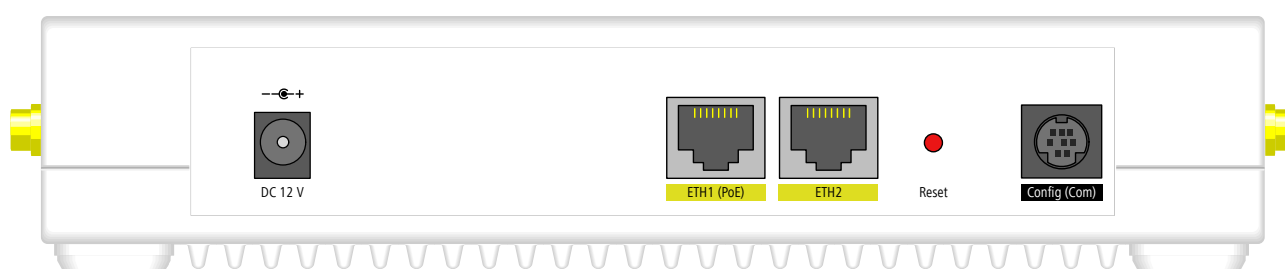 DC 12 V
ETH1 (PoE)
ETH2
Reset
Config (Com)